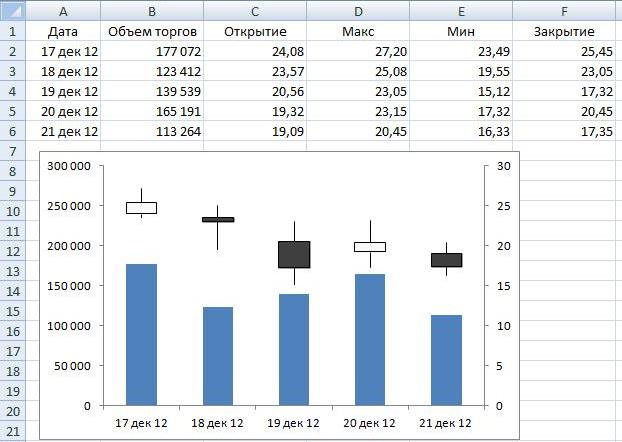 A B C D E F
1 Дата Объем торгов Открытие Макс Мин Закрытие
2 17 дек 12 177 072 24,08 27,20 23,49 25,45
3 18 дек 12 123 412 23,57 25,08 19,55 23,05
4 19 дек 12 139 539 20,56 23,05 15,12 17,32
5 20 дек 12 165 191 19,32 23,15 17,32 20,45
6 21 дек 12 113 264 19,09 20,45 16,33 17,35
7
8 300 000 30
9
10 250 000 25
11
12 200 000 20
13
14 150 000 15
15
16 100 000 10
17
18 50 000 5
19
20 0 0
21 17 дек 12 18 дек 12 19 дек 12 20 дек 12 21 дек 12